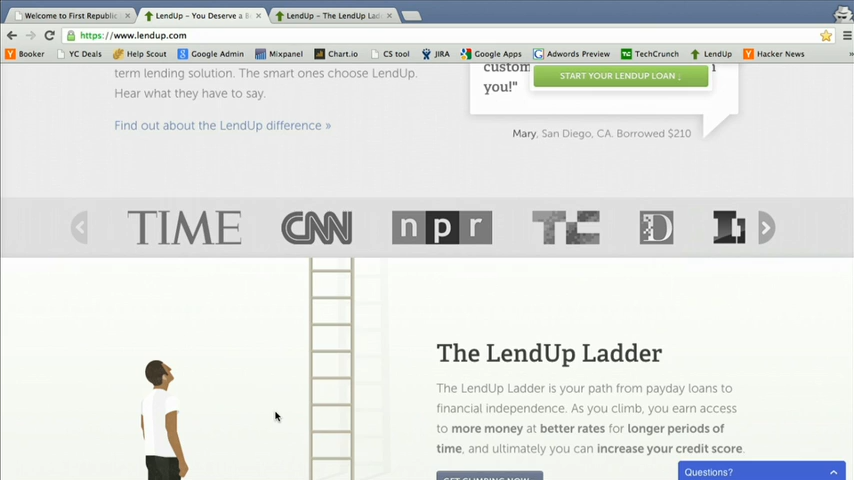 Welcome to First Republic
LendUp – You Deserve a B
LendUp – The LendUp Lad
https://www.lendup.com
Booker
YC Deals
Help Scout
Google Admin
Mixpanel
Chart.io
CS tool
JIRA
Google Apps
Adwords Preview
TechCrunch
LendUp
Hacker News
term lending solution. The smart ones choose LendUp.
Hear what they have to say.
Find out about the LendUp difference »
custom
you!"
START YOUR LENDUP LOAN
Mary, San Diego, CA. Borrowed $210
TIME
CNN
npr
TC
D
The LendUp Ladder
The LendUp Ladder is your path from payday loans to
financial independence. As you climb, you earn access
to more money at better rates for longer periods of
time, and ultimately you can increase your credit score.
GET CLIMBING NOW
Questions?